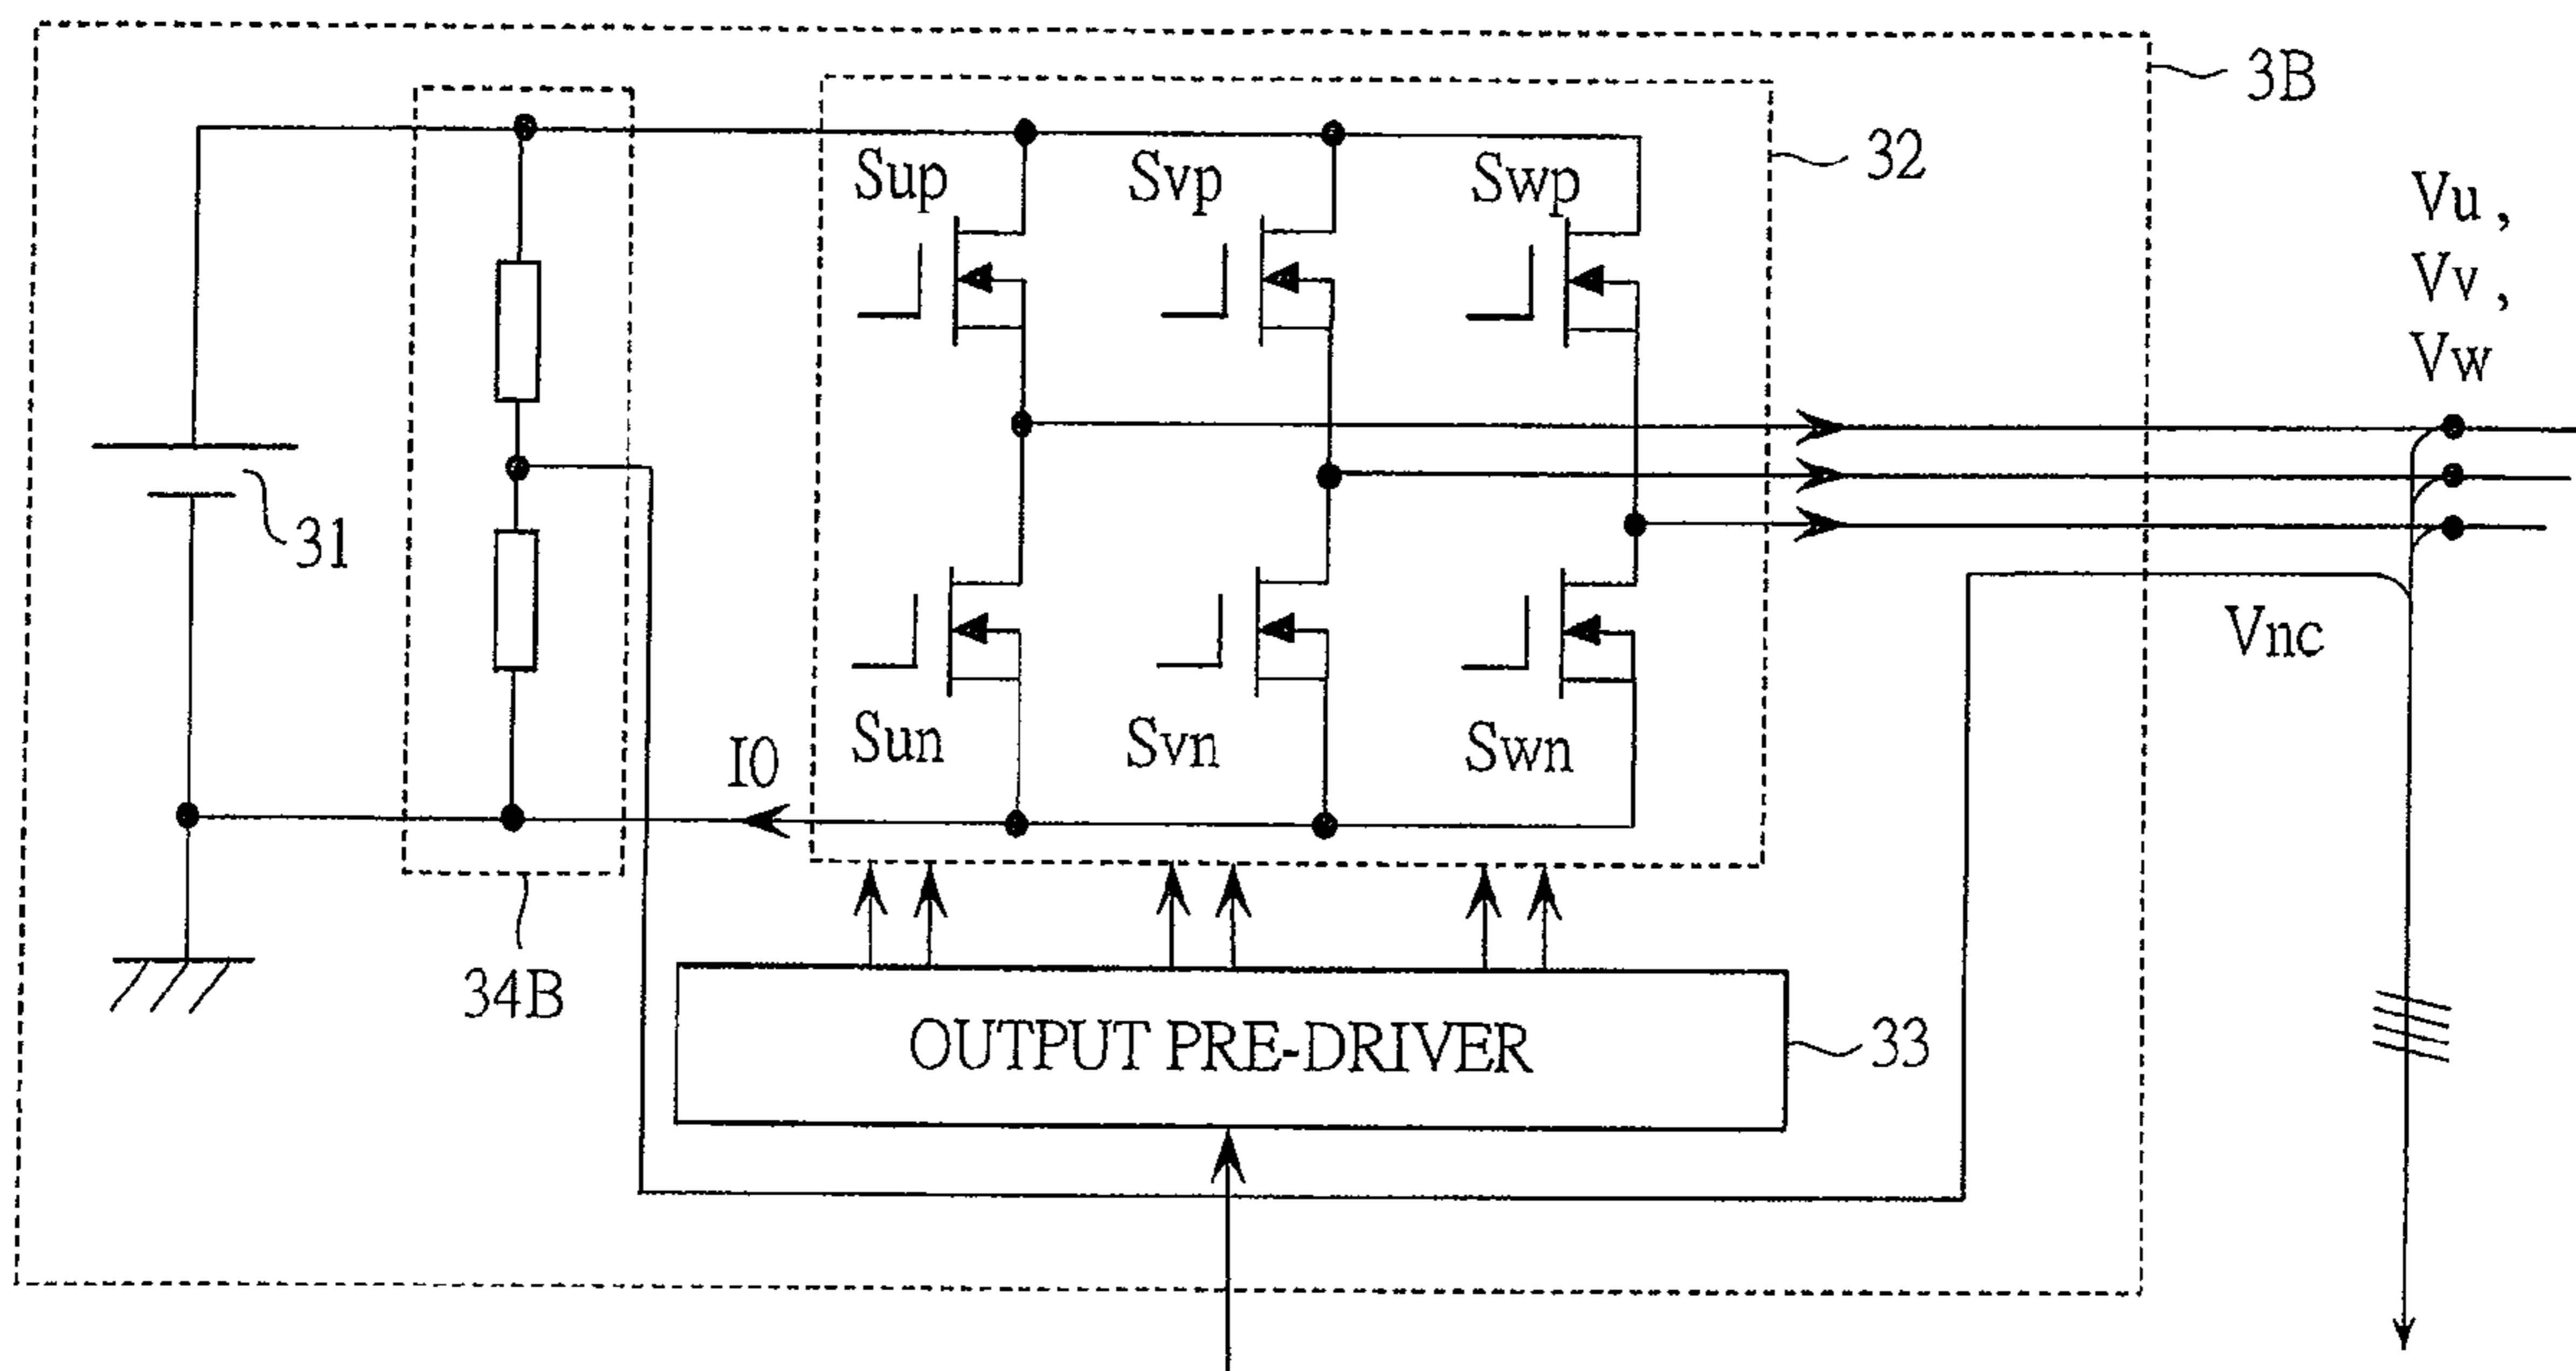 3B
32
Sup
Svp
Swp
Vu ,
Vv ,
Vw
31
Vnc
I0
Sun
Svn
Swn
34B
OUTPUT PRE-DRIVER
33